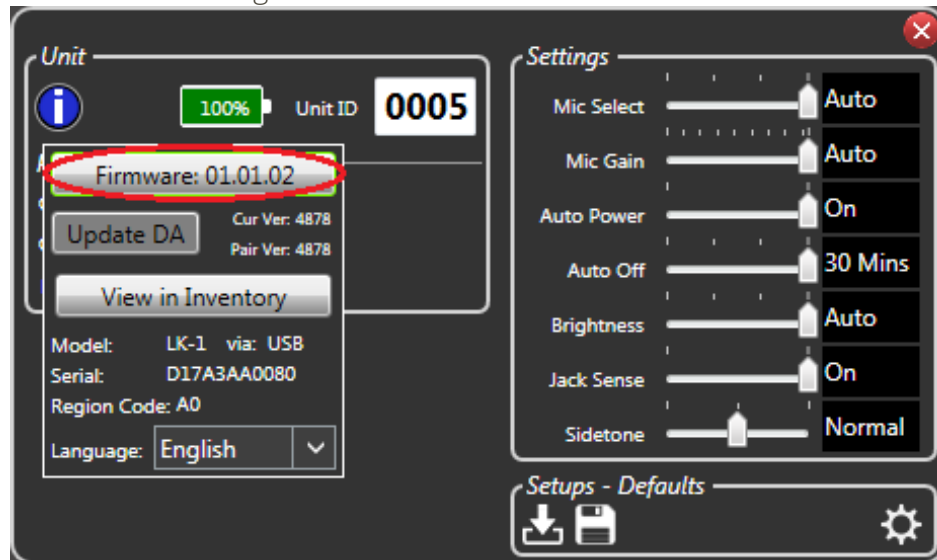 Unit
100%
Unit ID
0005
Firmware: 01.01.02
Update DA
Cur Ver: 4878
Pair Ver: 4878
View in Inventory
Model: LK-1 via: USB
Serial: D17A3AA0080
Region Code: A0
Language: English
Settings
Mic Select Auto
Mic Gain Auto
Auto Power On
Auto Off 30 Mins
Brightness Auto
Jack Sense On
Sidetone Normal
Setups - Defaults